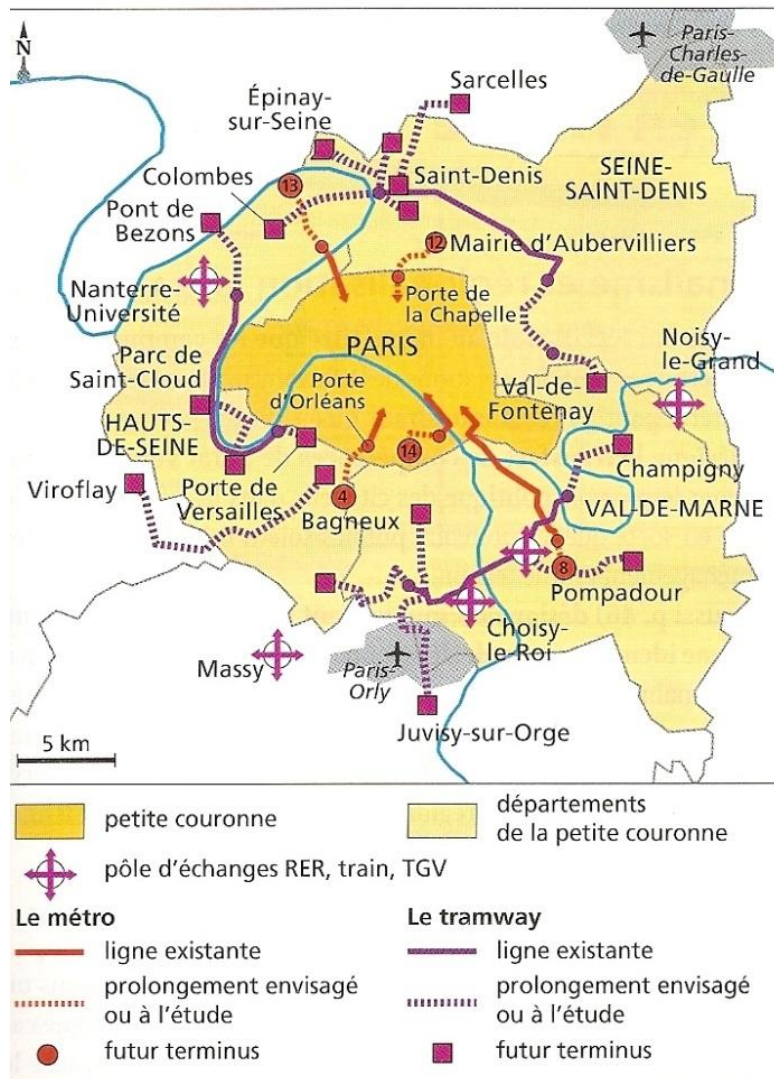 N
Paris-
Charles-
de-Gaulle
Sarcelles
Épinay-
sur-Seine
Colombes
13
Saint-Denis
SEINE-
SAINT-DENIS
Pont de
Bezons
12
Mairie d'Aubervilliers
Nanterre-
Université
Porte de
la Chapelle
PARIS
Noisy-
le-Grand
Parc de
Saint-Cloud
Porte
d'Orléans
Val-de-
Fontenay
HAUTS-
DE-SEINE
14
Champigny
Viroflay
Porte de
Versailles
4
Bagneux
VAL-DE-MARNE
8
Pompadour
Choisy-
le-Roi
Massy
Paris-
Orly
Juvisy-sur-Orge
5 km
petite couronne
départements
de la petite couronne
pôle d'échanges RER, train, TGV
Le métro
ligne existante
prolongement envisagé
ou à l'étude
futur terminus
Le tramway
ligne existante
prolongement envisagé
ou à l'étude
futur terminus